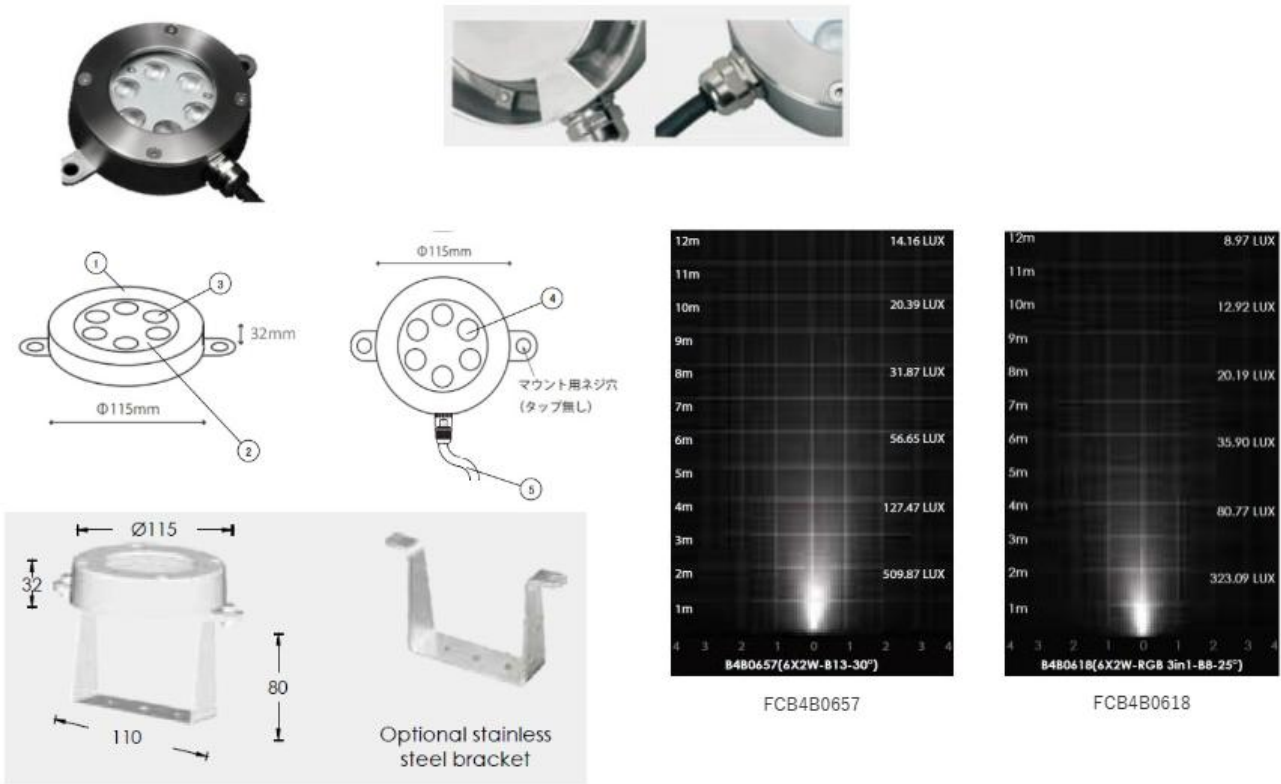 ①
③
32mm
Φ115mm
②
Φ115mm
④
マウント用ネジ穴
(タップ無し)
⑤
Ø115
32
80
110
Optional stainless
steel bracket
12m 14.16 LUX
11m
10m 20.39 LUX
9m
8m 31.87 LUX
7m
6m 56.65 LUX
5m
4m 127.47 LUX
3m
2m 509.87 LUX
1m
4 3 2 1 0 1 2 3 4
B4B0657(6X2W-B13-30°)
FCB4B0657
12m 8.97 LUX
11m
10m 12.92 LUX
9m
8m 20.19 LUX
7m
6m 35.90 LUX
5m
4m 80.77 LUX
3m
2m 323.09 LUX
1m
4 3 2 1 0 1 2 3 4
B4B0618(6X2W-RGB 3in1-B8-25°)
FCB4B0618